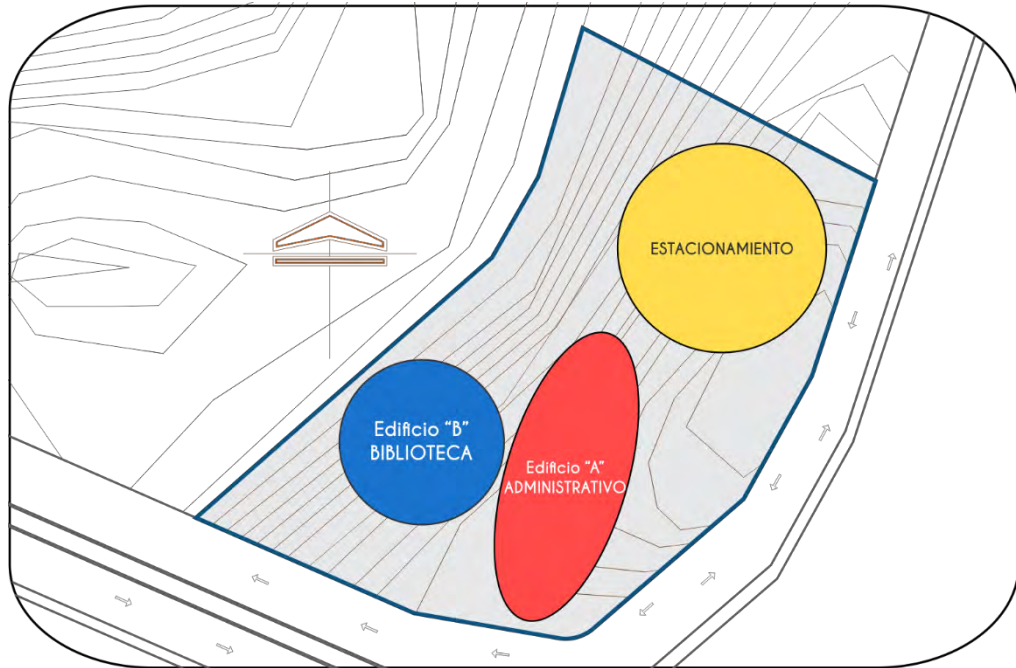 ESTACIONAMIENTO
Edificio "B"
BIBLIOTECA
Edificio "A"
ADMINISTRATIVO